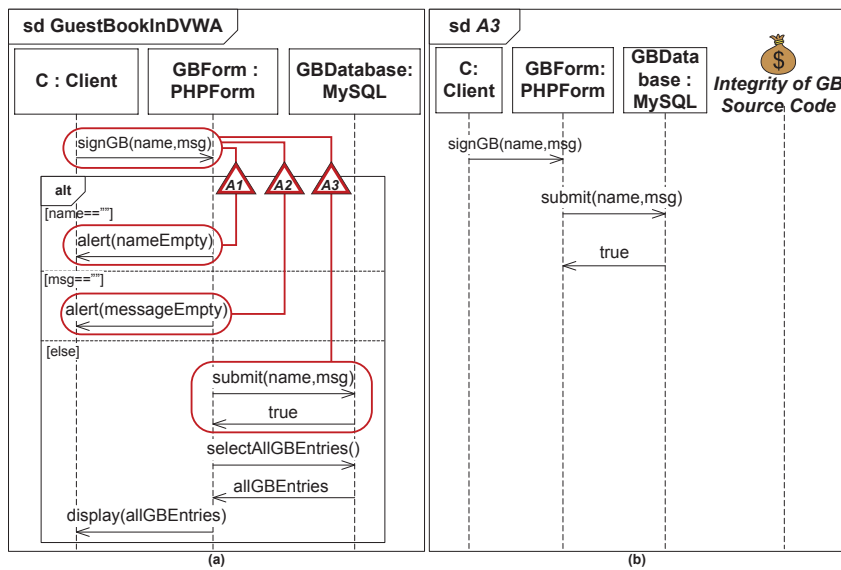 sd GuestBookInDVWA
C : Client
GBForm :
PHPForm
GBDatabase:
MySQL
signGB(name,msg)
A1
A2
A3
alt
[name==””]
alert(nameEmpty)
[msg==””]
alert(messageEmpty)
[else]
submit(name,msg)
true
selectAllGBEntries()
allGBEntries
display(allGBEntries)
(a)
sd A3
C:
Client
GBForm:
PHPForm
GBData
base :
MySQL
$
Integrity of GB
Source Code
signGB(name,msg)
submit(name,msg)
true
(b)